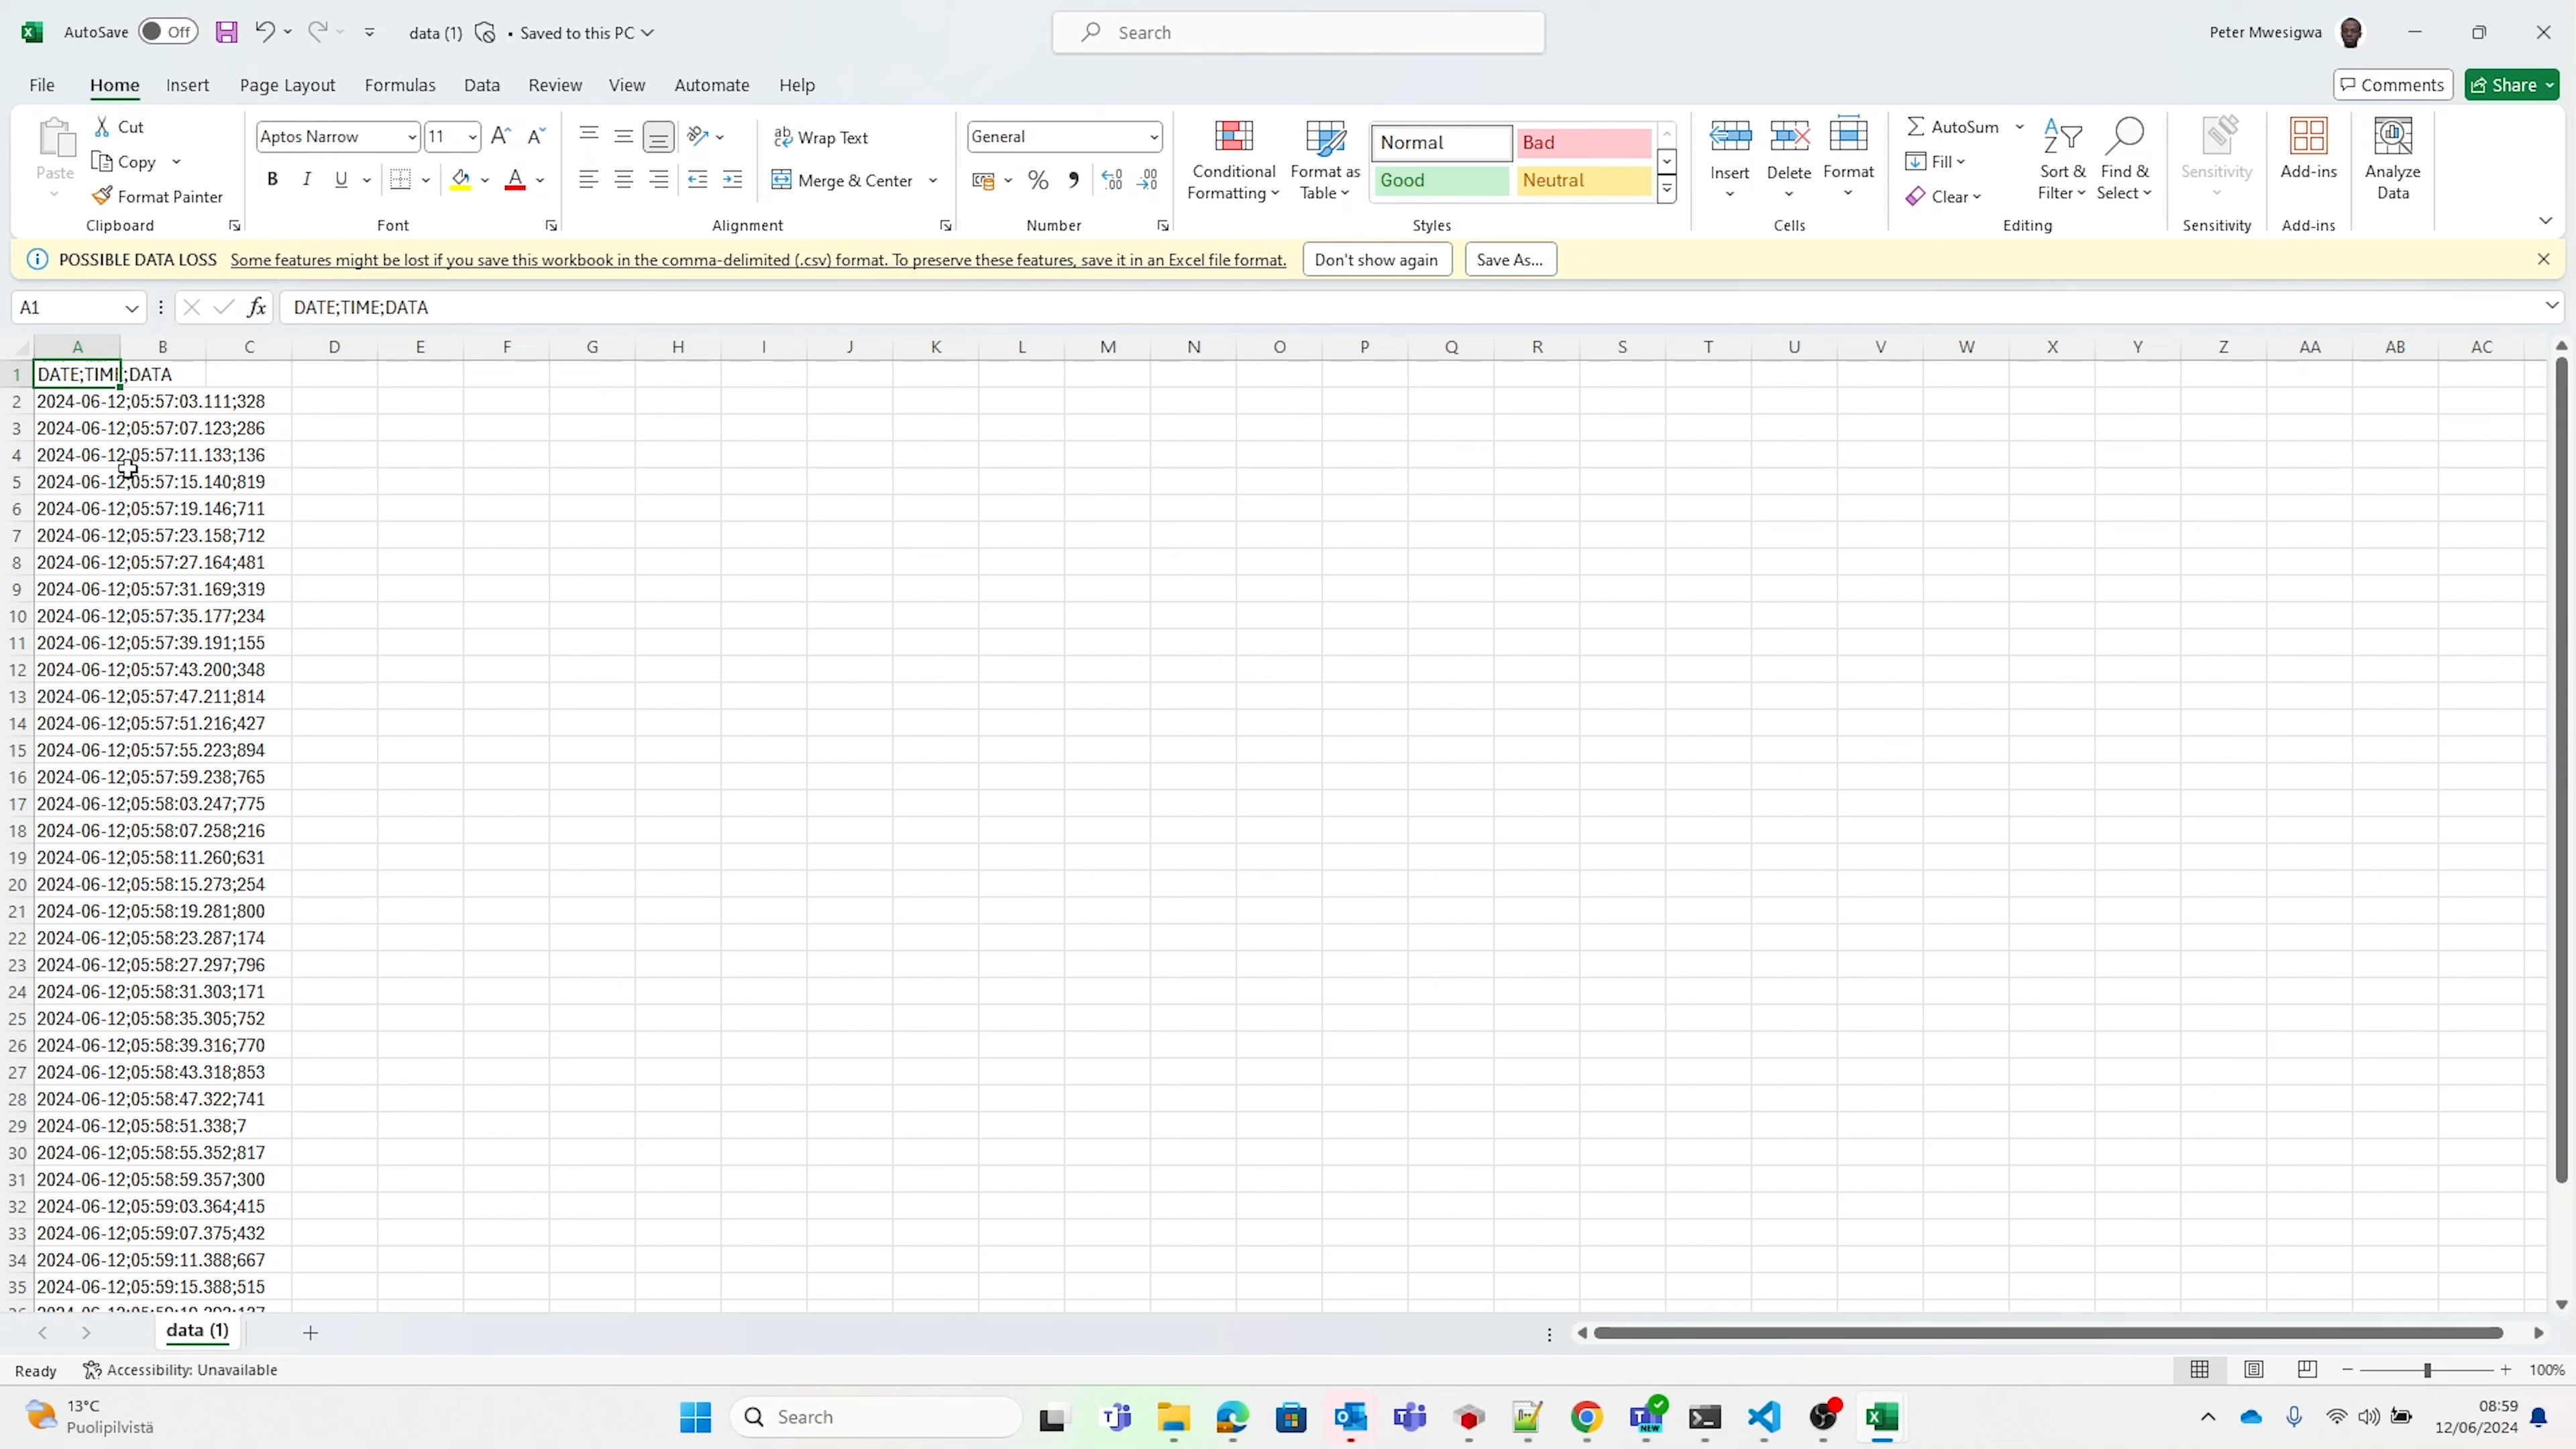 AutoSave Off data (1) • Saved to this PC Search Peter Mwesigwa
File Home Insert Page Layout Formulas Data Review View Automate Help Comments Share
Paste Cut Copy Format Painter Clipboard
Aptos Narrow 11 B I U Font
Wrap Text Merge & Center Alignment
General % Number
Conditional Formatting Format as Table Normal Bad Good Neutral Styles
Insert Delete Format Cells
AutoSum Fill Clear Sort & Filter Find & Select Editing
Sensitivity Sensitivity
Add-ins Add-ins
Analyze Data
POSSIBLE DATA LOSS Some features might be lost if you save this workbook in the comma-delimited (.csv) format. To preserve these features, save it in an Excel file format. Don't show again Save As...
A1 fx DATE;TIME;DATA
A B C D E F G H I J K L M N O P Q R S T U V W X Y Z AA AB AC
1 DATE;TIME;DATA
2 2024-06-12;05:57:03.111;328
3 2024-06-12;05:57:07.123;286
4 2024-06-12;05:57:11.133;136
5 2024-06-12;05:57:15.140;819
6 2024-06-12;05:57:19.146;711
7 2024-06-12;05:57:23.158;712
8 2024-06-12;05:57:27.164;481
9 2024-06-12;05:57:31.169;319
10 2024-06-12;05:57:35.177;234
11 2024-06-12;05:57:39.191;155
12 2024-06-12;05:57:43.200;348
13 2024-06-12;05:57:47.211;814
14 2024-06-12;05:57:51.216;427
15 2024-06-12;05:57:55.223;894
16 2024-06-12;05:57:59.238;765
17 2024-06-12;05:58:03.247;775
18 2024-06-12;05:58:07.258;216
19 2024-06-12;05:58:11.260;631
20 2024-06-12;05:58:15.273;254
21 2024-06-12;05:58:19.281;800
22 2024-06-12;05:58:23.287;174
23 2024-06-12;05:58:27.297;796
24 2024-06-12;05:58:31.303;171
25 2024-06-12;05:58:35.305;752
26 2024-06-12;05:58:39.316;770
27 2024-06-12;05:58:43.318;853
28 2024-06-12;05:58:47.322;741
29 2024-06-12;05:58:51.338;7
30 2024-06-12;05:58:55.352;817
31 2024-06-12;05:58:59.357;300
32 2024-06-12;05:59:03.364;415
33 2024-06-12;05:59:07.375;432
34 2024-06-12;05:59:11.388;667
35 2024-06-12;05:59:15.388;515
data (1)
Ready Accessibility: Unavailable 100%
13°C Search 08:59
Puolipilvistä NEW 12/06/2024